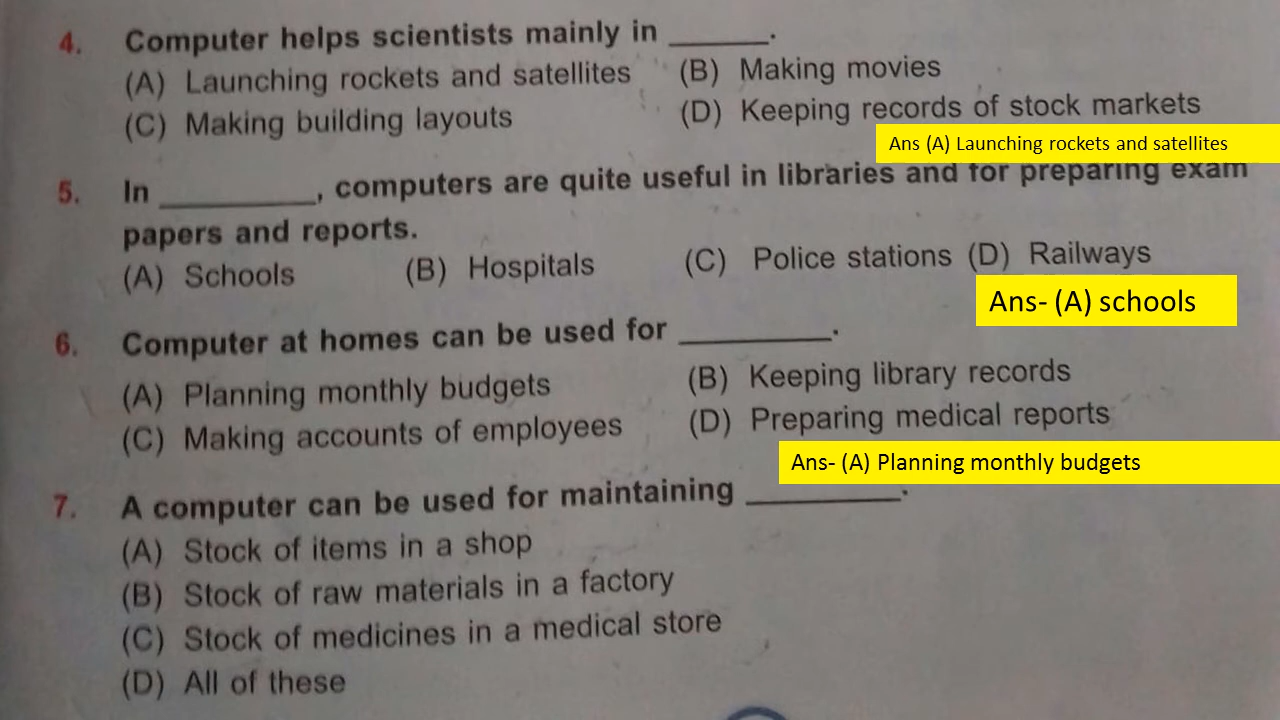 4. Computer helps scientists mainly in ______.
(A) Launching rockets and satellites (B) Making movies
(C) Making building layouts (D) Keeping records of stock markets
Ans (A) Launching rockets and satellites
5. In _________, computers are quite useful in libraries and for preparing exam
papers and reports.
(A) Schools (B) Hospitals (C) Police stations (D) Railways
Ans- (A) schools
6. Computer at homes can be used for _________.
(A) Planning monthly budgets (B) Keeping library records
(C) Making accounts of employees (D) Preparing medical reports
Ans- (A) Planning monthly budgets
7. A computer can be used for maintaining _________.
(A) Stock of items in a shop
(B) Stock of raw materials in a factory
(C) Stock of medicines in a medical store
(D) All of these